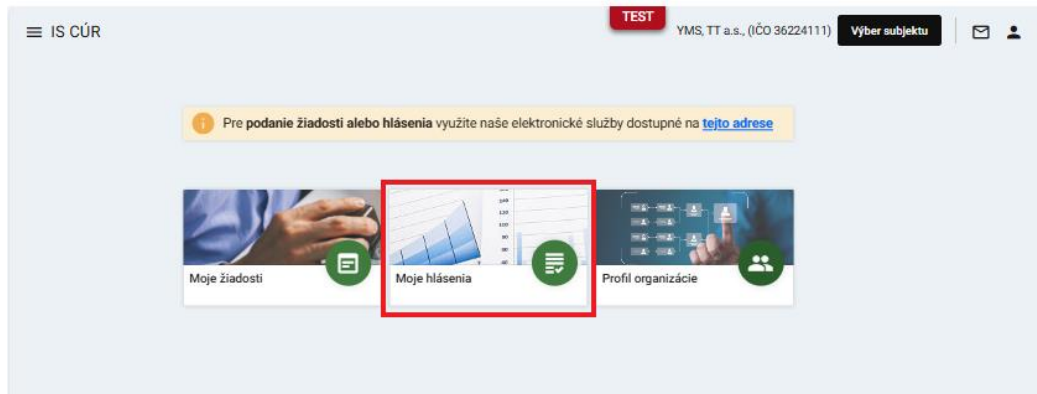 TEST
IS CÚR
YMS, TT a.s., (IČO 36224111)
Výber subjektu
Pre podanie žiadosti alebo hlásenia využite naše elektronické služby dostupné na tejto adrese
Moje žiadosti
Moje hlásenia
Profil organizácie